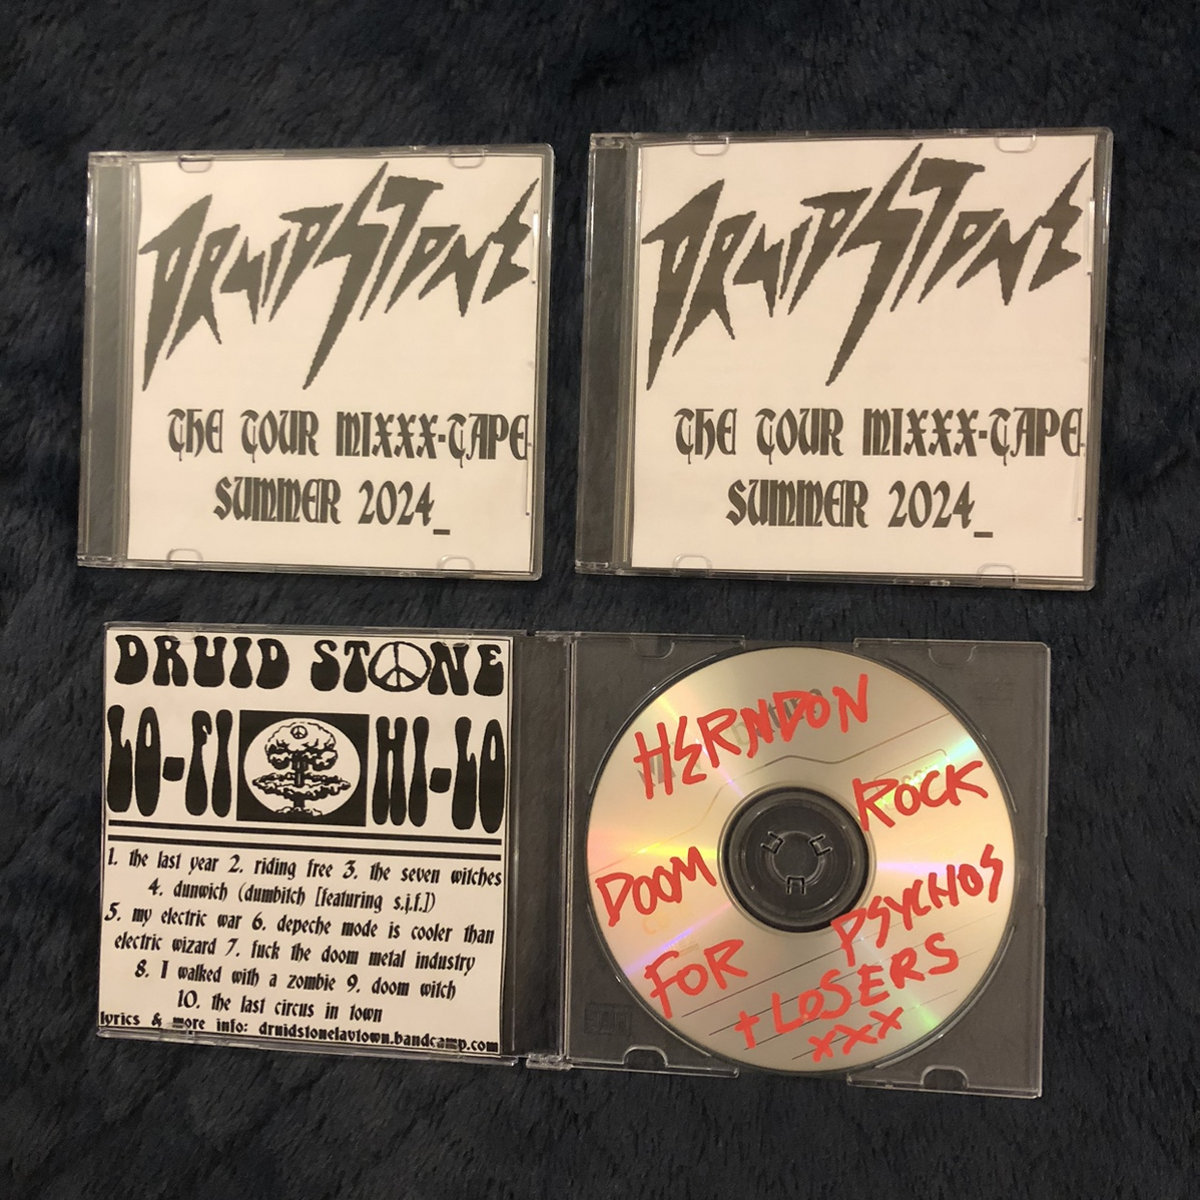 DRUIDSTONE
THE TOUR MIXXX-TAPE
SUMMER 2024_
DRUIDSTONE
THE TOUR MIXXX-TAPE
SUMMER 2024_
DRUID STONE
LO-FI HI-LO
1. the last year 2. riding free 3. the seven witches
4. dunwich (dumbitch [featuring s.j.f.])
5. my electric war 6. depeche mode is cooler than
electric wizard 7. fuck the doom metal industry
8. I walked with a zombie 9. doom witch
10. the last circus in town
lyrics & more info: druidstonelavtown.bandcamp.com
HERNDON
ROCK
DOOM
PSYCHOS
FOR
+ LOSERS
xxx